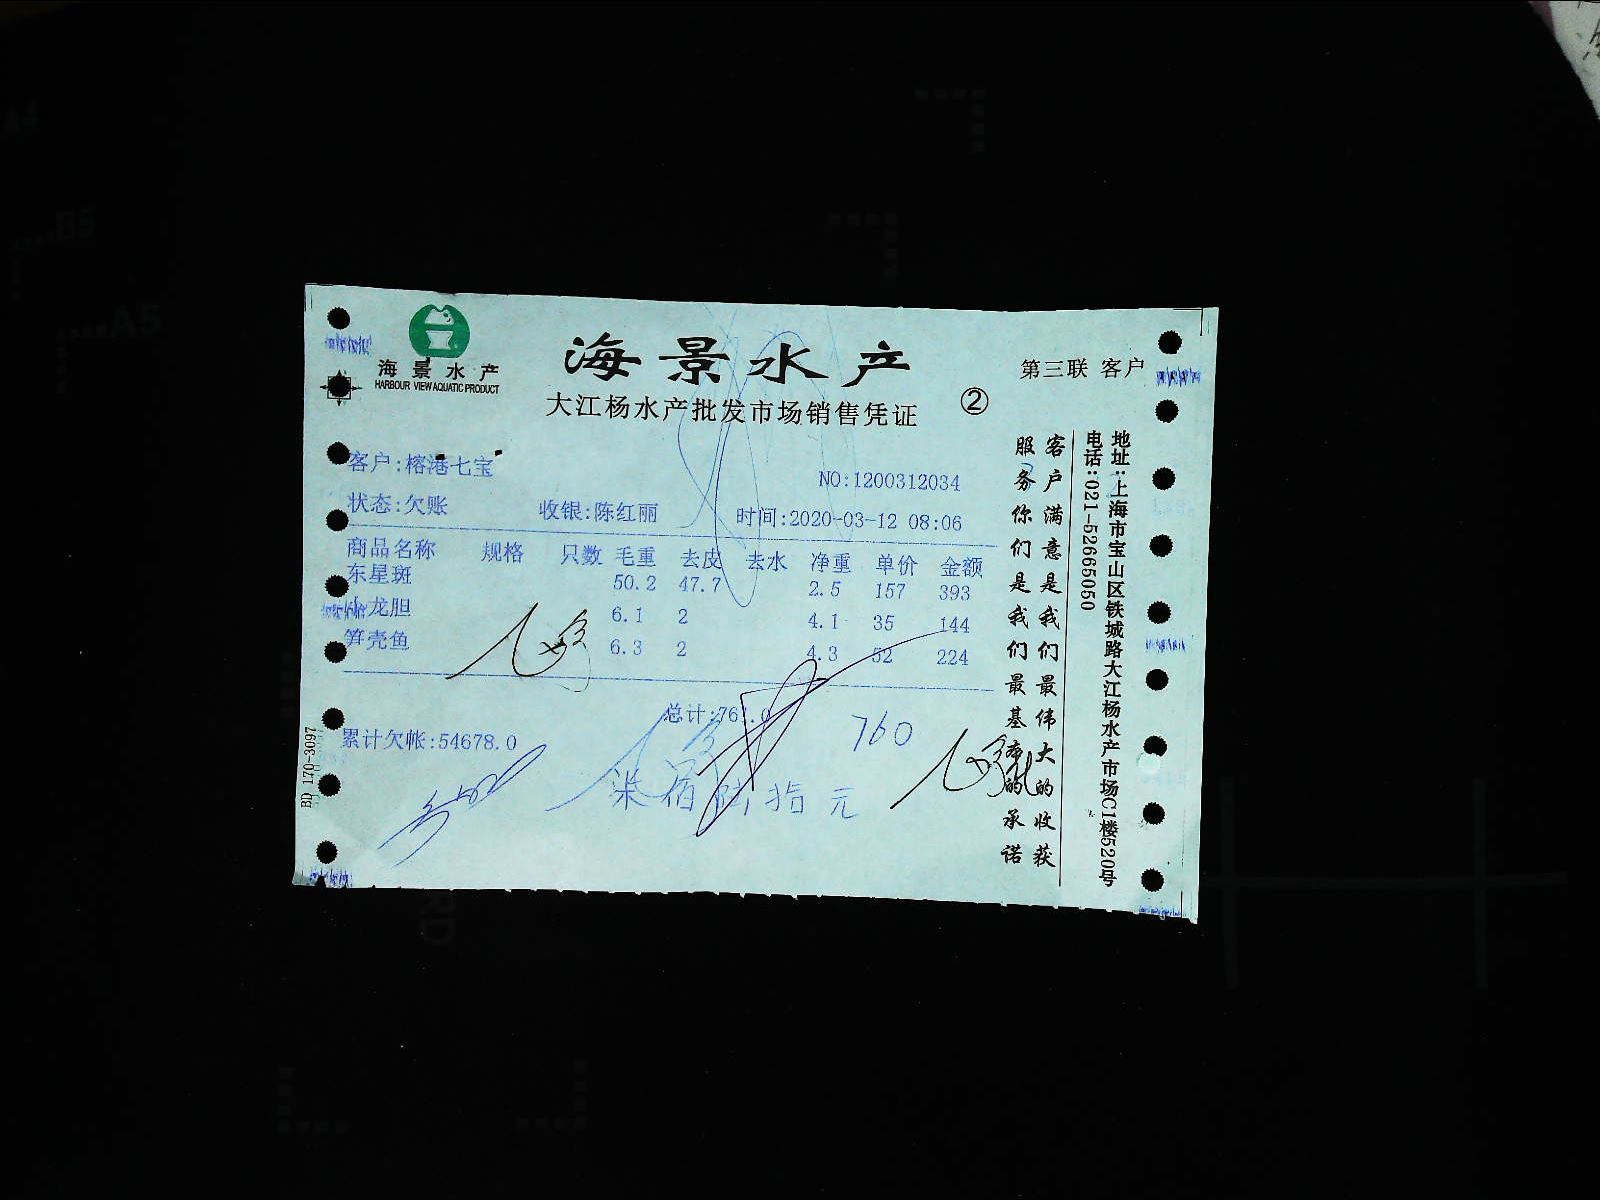 海景水产
HARBOUR VIEW AQUATIC PRODUCT
海景水产
大江杨水产批发市场销售凭证
②
第三联 客户
客户:榕港七宝
NO:1200312034
状态:欠账 收银:陈红丽 时间:2020-03-12 08:06
商品名称 规格 只数 毛重 去皮 去水 净重 单价 金额
东星斑 50.2 47.7 2.5 157 393
龙胆 6.1 2 4.1 35 144
笋壳鱼 6.3 2 4.3 52 224
总计:761.0
760
累计欠帐:54678.0
柒佰陆拾元
客户满意是我们最伟大的收获
服务你们是我们最基本的承诺
地址:上海市宝山区铁城路大江杨水产市场C1楼520号
电话:021-52665050
BD 170-3097
A4
B5
A5